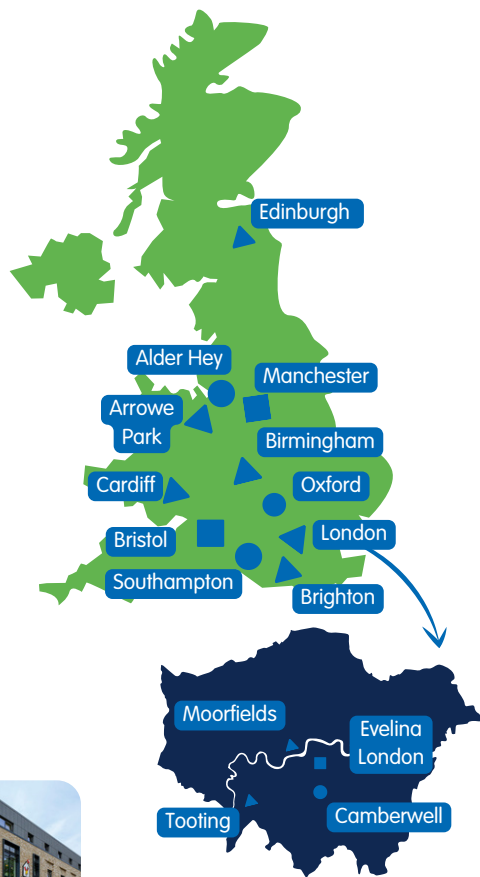 Edinburgh
Alder Hey
Manchester
Arrowe
Park
Birmingham
Cardiff
Oxford
Bristol
London
Southampton
Brighton
Moorfields
Evelina
London
Tooting
Camberwell